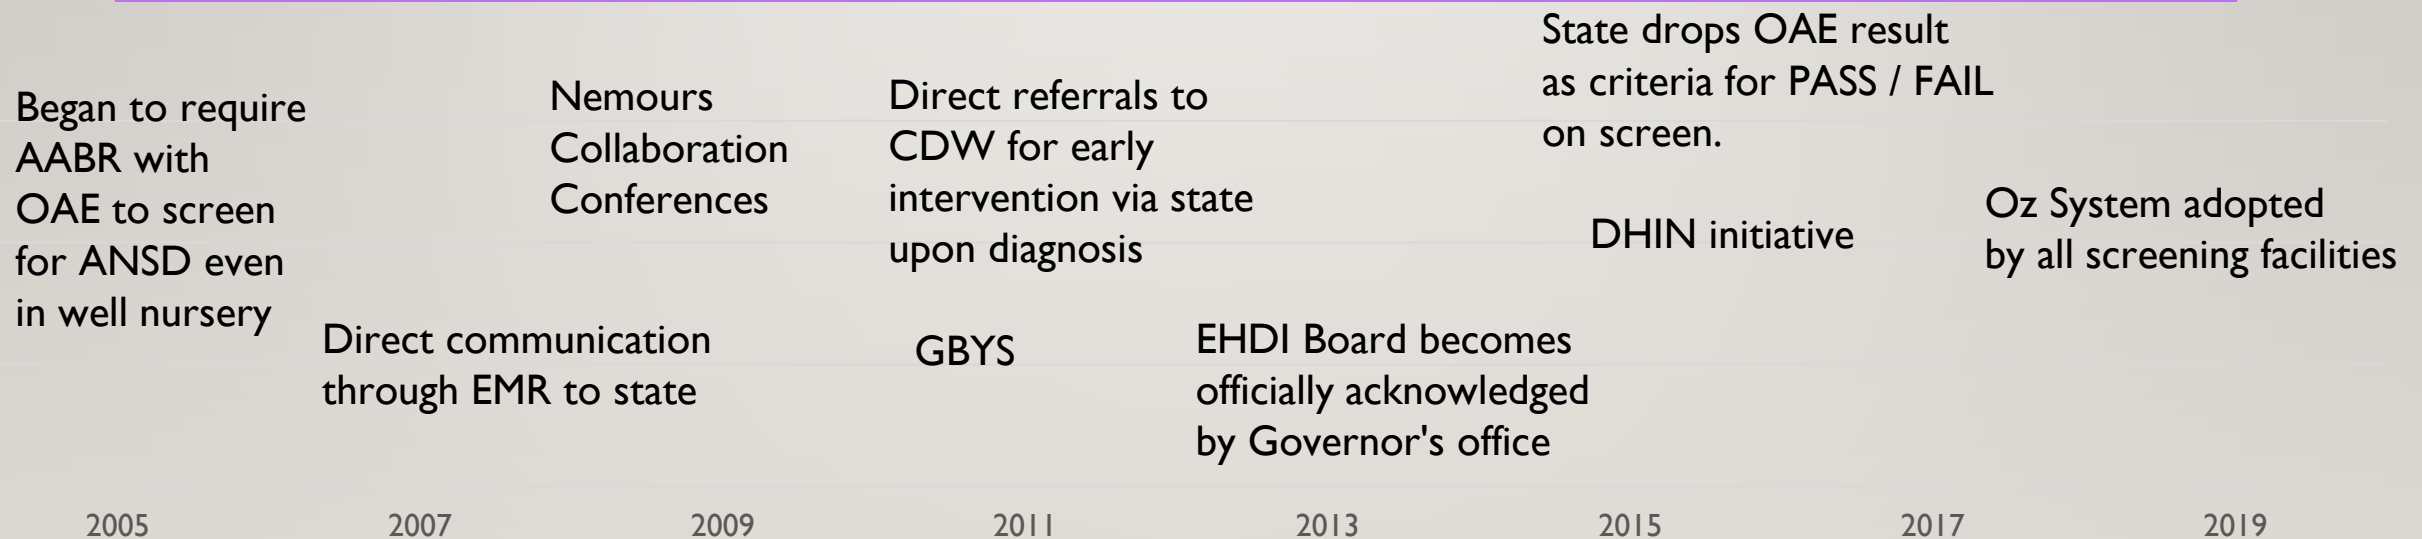 Began to require
AABR with
OAE to screen
for ANSD even
in well nursery
Direct communication
through EMR to state
Nemours
Collaboration
Conferences
Direct referrals to
CDW for early
intervention via state
upon diagnosis
GBYS
EHDI Board becomes
officially acknowledged
by Governor's office
State drops OAE result
as criteria for PASS / FAIL
on screen.
DHIN initiative
Oz System adopted
by all screening facilities
2005 2007 2009 2011 2013 2015 2017 2019